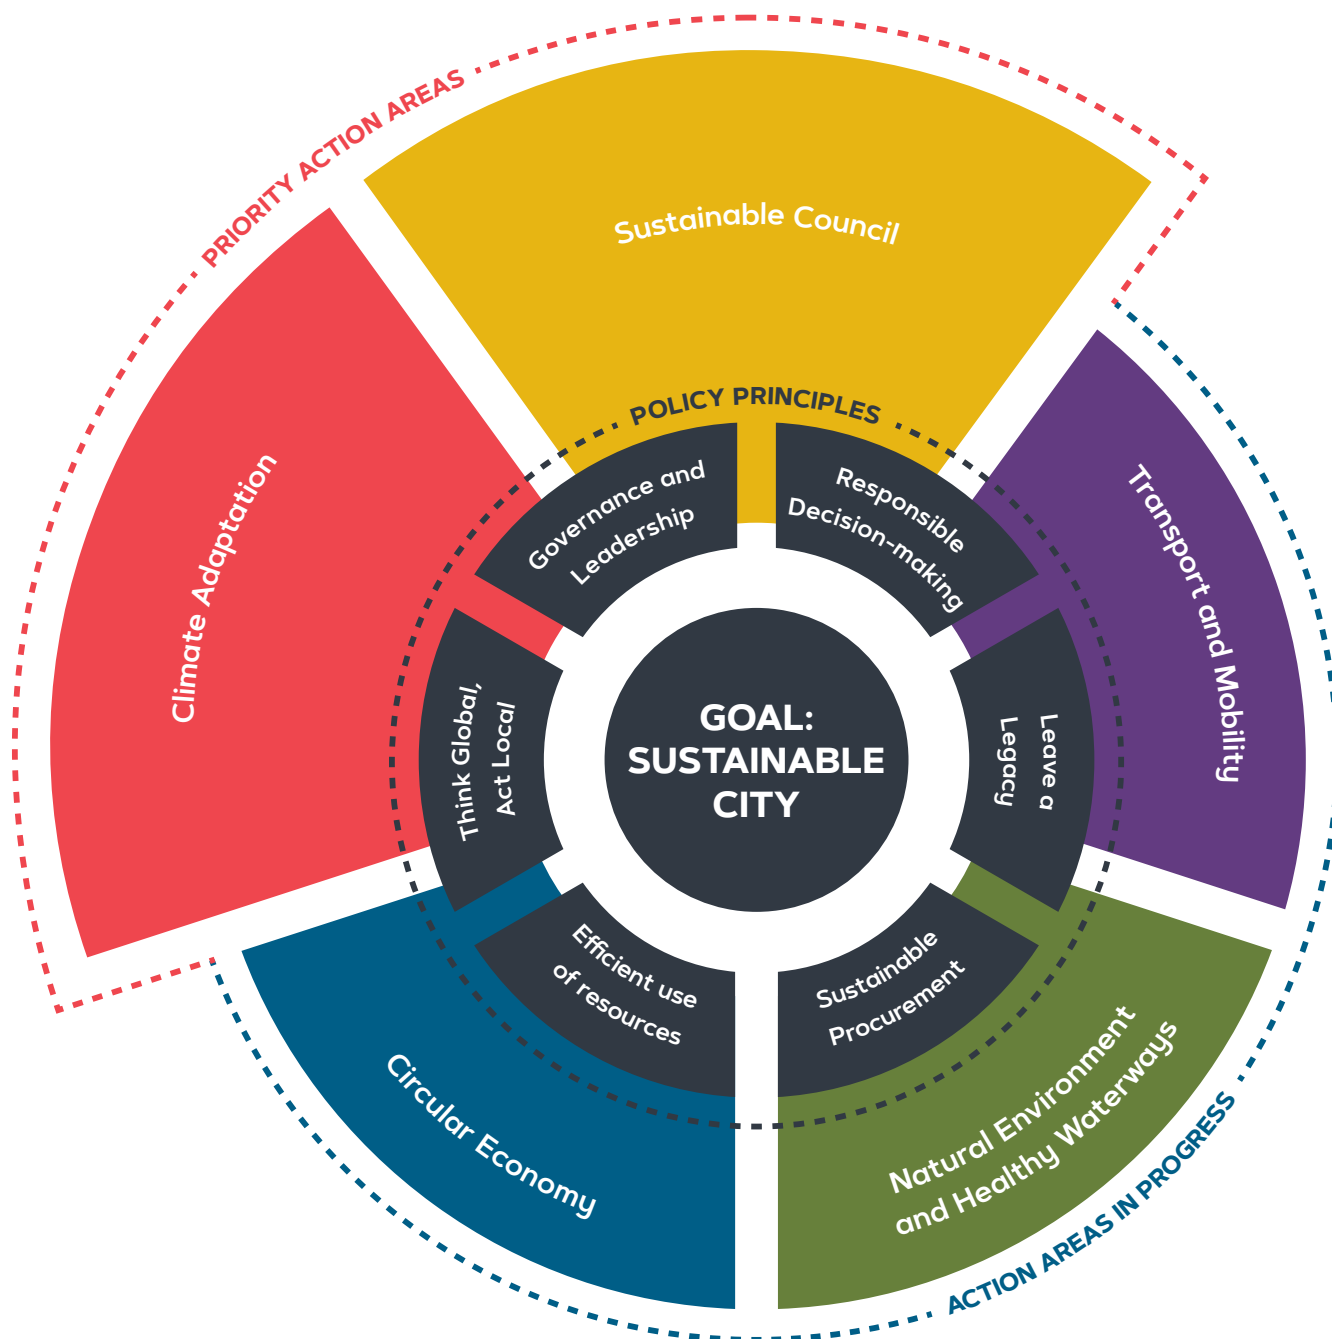 PRIORITY ACTION AREAS
Sustainable Council
Climate Adaptation
Transport and Mobility
POLICY PRINCIPLES
Governance and
Leadership
Responsible
Decision-making
Think Global,
Act Local
Leave a
Legacy
GOAL:
SUSTAINABLE
CITY
Efficient use
of resources
Sustainable
Procurement
Circular Economy
Natural Environment
and Healthy Waterways
ACTION AREAS IN PROGRESS